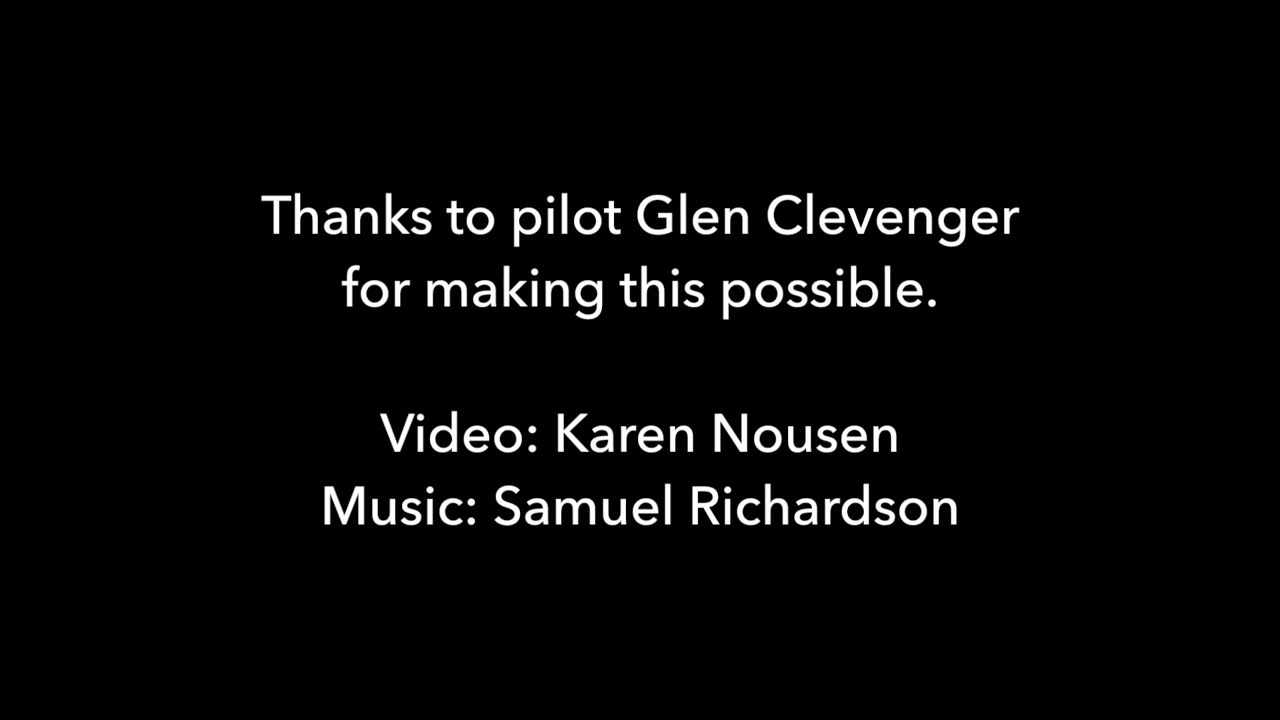 Thanks to pilot Glen Clevenger
for making this possible.
Video: Karen Nousen
Music: Samuel Richardson